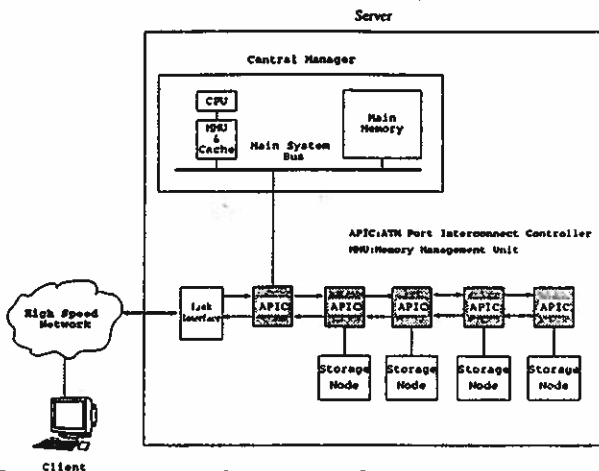 Server
Central Manager
CPU
MMU
&
Cache
Main System
Bus
Main
Memory
APIC:ATM Port Interconnect Controller
MMU:Memory Management Unit
High Speed
Network
Link
Interface
APIC
APIC
APIC
APIC
APIC
Storage
Node
Storage
Node
Storage
Node
Storage
Node
Client